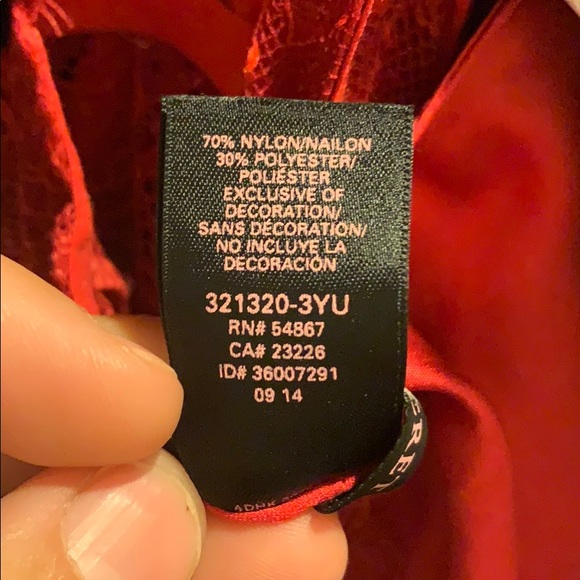 70% NYLON/NAILON
30% POLYESTER/
POLIÉSTER
EXCLUSIVE OF
DECORATION/
SANS DÉCORATION/
NO INCLUYE LA
DECORACIÓN
321320-3YU
RN# 54867
CA# 23226
ID# 36007291
09 14